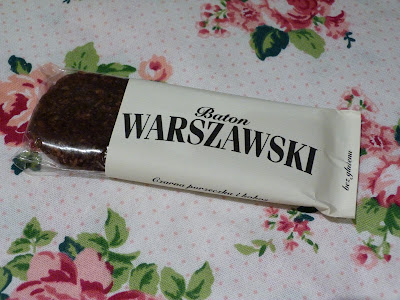 Baton
WARSZAWSKI
Czarna porzeczka i kakao
bez glutenu